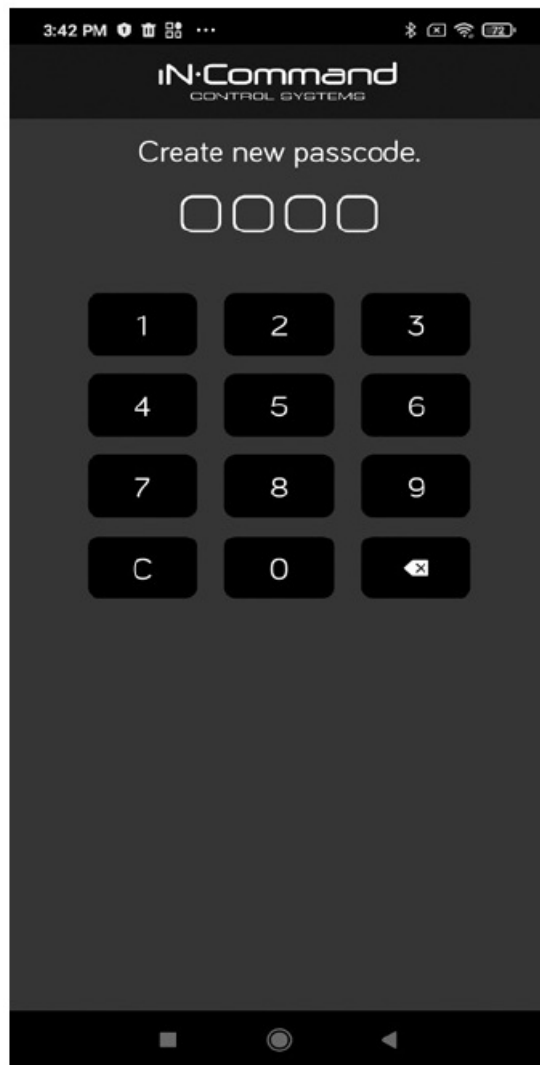 3:42 PM ... 72
iN·Command
CONTROL SYSTEMS
Create new passcode.
1 2 3
4 5 6
7 8 9
C 0